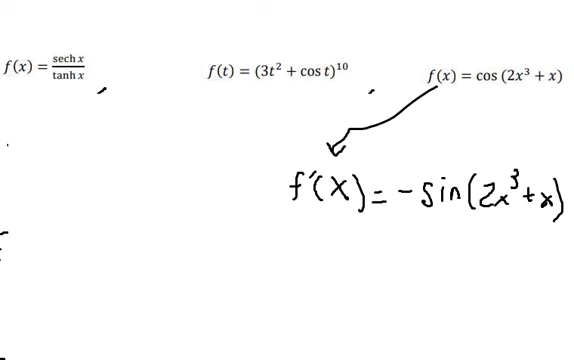 f(x) = sech x / tanh x , f(t) = (3t² + cos t)¹⁰ , f(x) = cos (2x³ + x)
f'(x) = - sin(2x³+x)